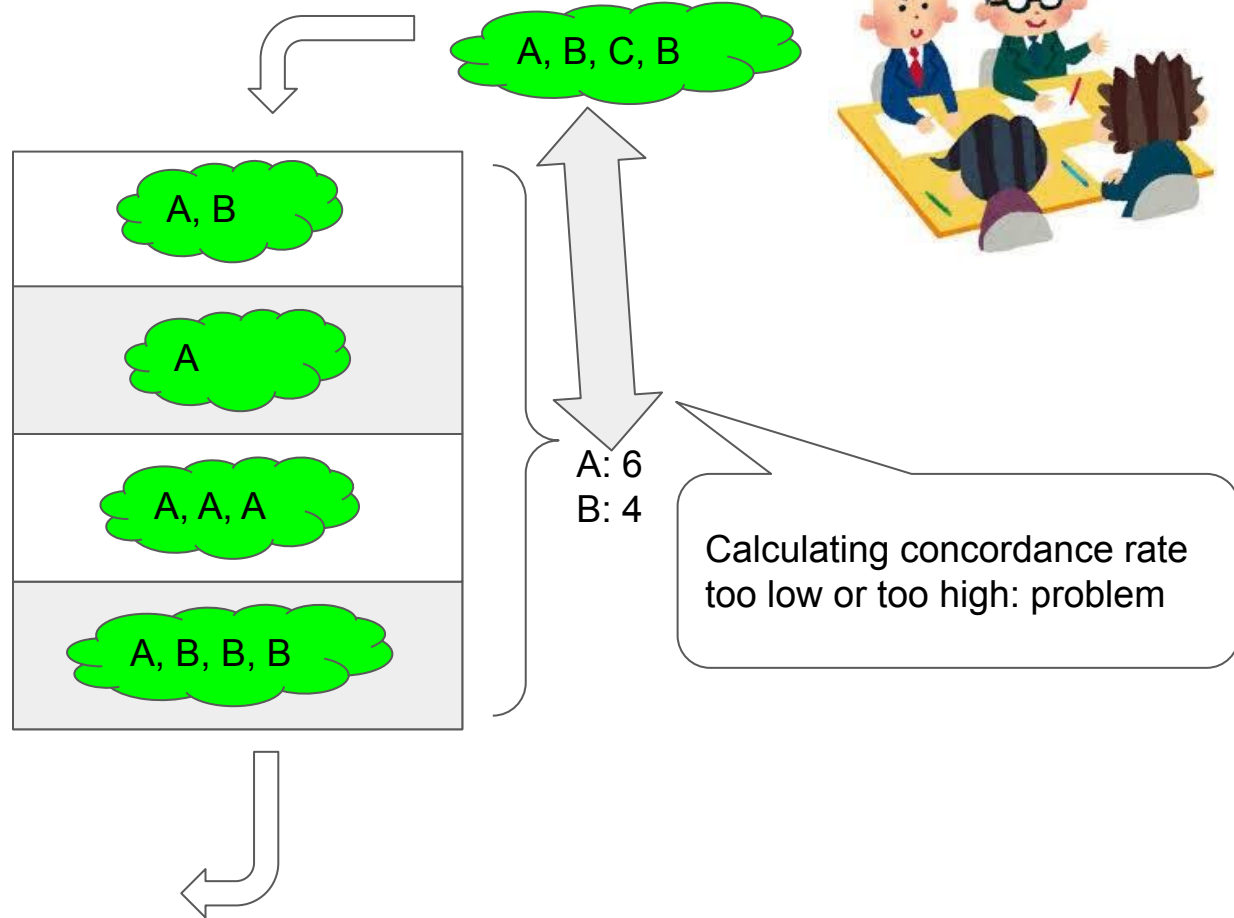 A, B, C, B
A, B
A
A, A, A
A, B, B, B
A: 6
B: 4
Calculating concordance rate
too low or too high: problem